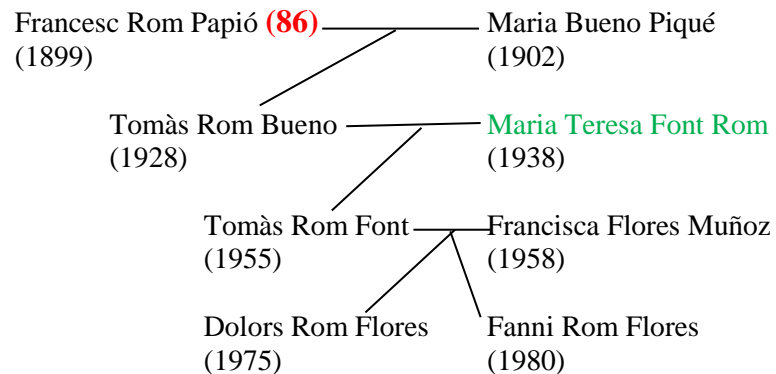 Francesc Rom Papió (86) Maria Bueno Piqué
(1899) (1902)
Tomàs Rom Bueno Maria Teresa Font Rom
(1928) (1938)
Tomàs Rom Font Francisca Flores Muñoz
(1955) (1958)
Dolors Rom Flores Fanni Rom Flores
(1975) (1980)